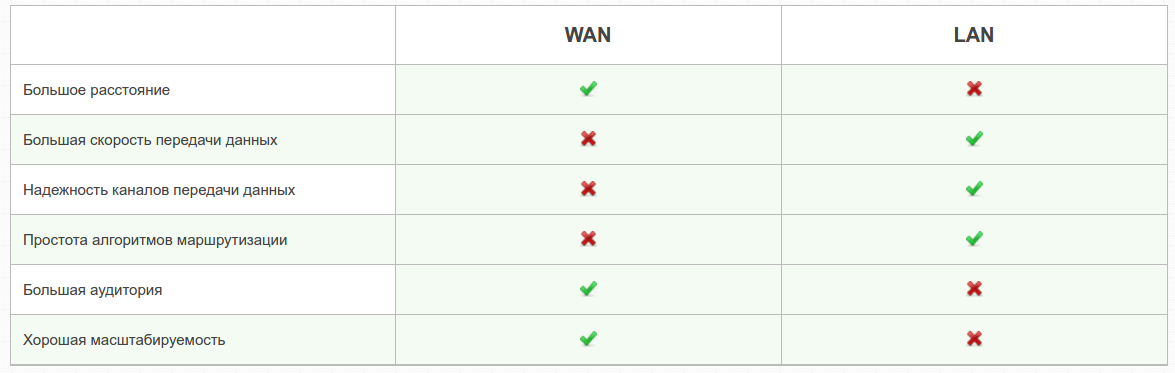 WAN LAN
Большое расстояние
Большая скорость передачи данных
Надежность каналов передачи данных
Простота алгоритмов маршрутизации
Большая аудитория
Хорошая масштабируемость